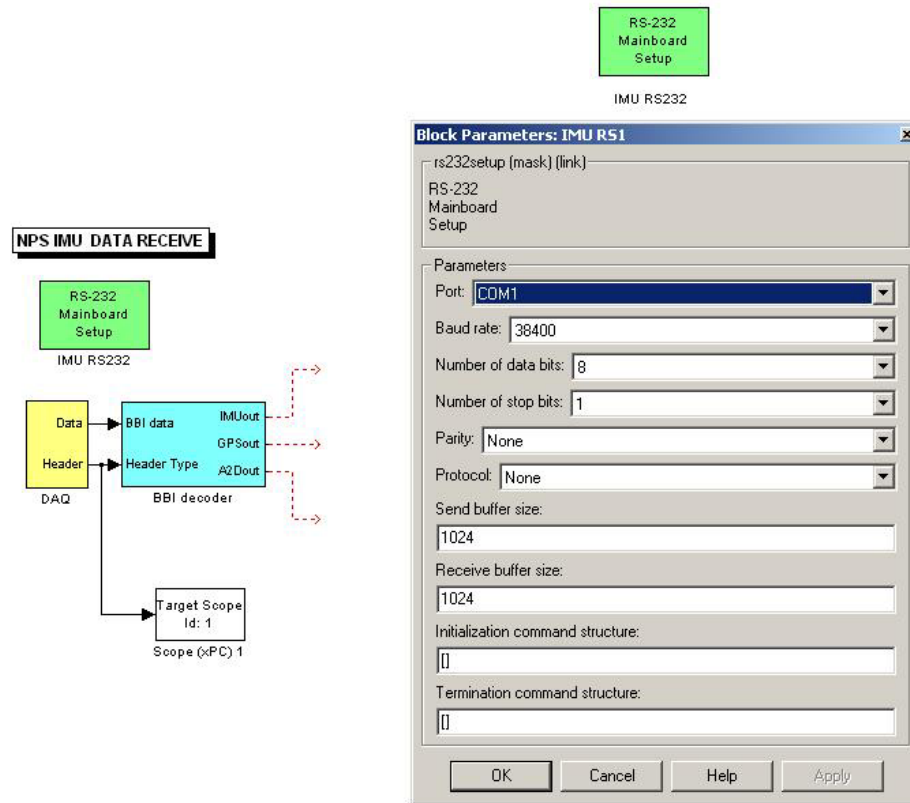 RS-232
Mainboard
Setup
IMU RS232
NPS IMU DATA RECEIVE
RS-232
Mainboard
Setup
IMU RS232
Data
Header
DAQ
BBI data
Header Type
IMUout
GPSout
A2Dout
BBI decoder
Target Scope
Id: 1
Scope (xPC) 1
Block Parameters: IMU RS1
rs232setup (mask) (link)
RS-232
Mainboard
Setup
Parameters
Port: COM1
Baud rate: 38400
Number of data bits: 8
Number of stop bits: 1
Parity: None
Protocol: None
Send buffer size:
1024
Receive buffer size:
1024
Initialization command structure:
[]
Termination command structure:
[]
OK Cancel Help Apply